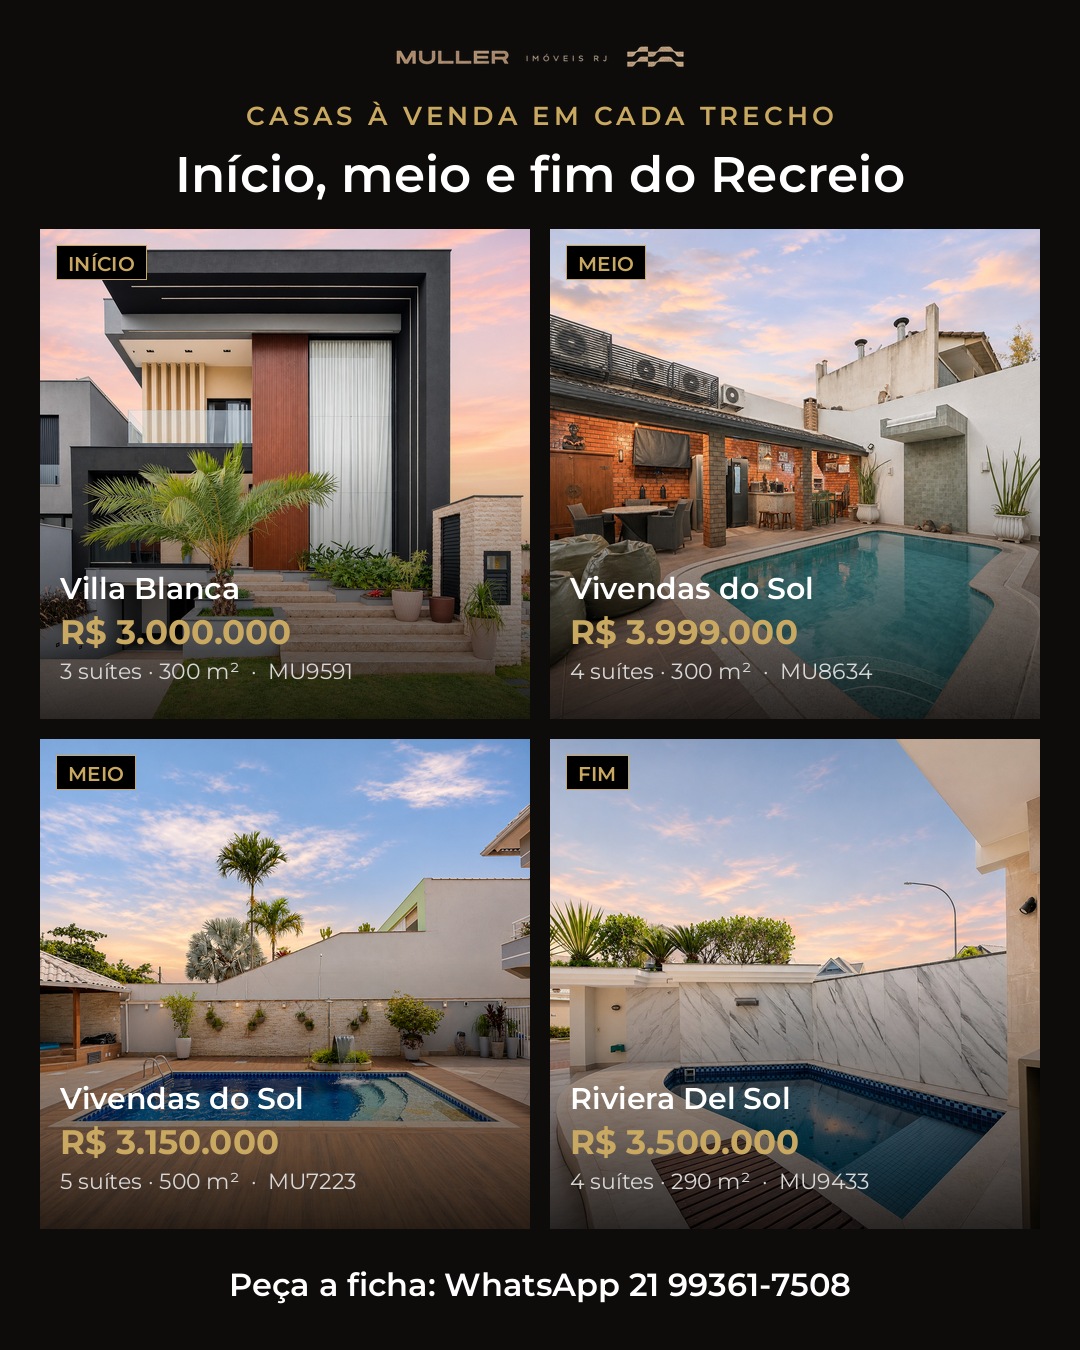 MULLER IMÓVEIS RJ
CASAS À VENDA EM CADA TRECHO
Início, meio e fim do Recreio
INÍCIO
Villa Blanca
R$ 3.000.000
3 suítes · 300 m² · MU9591
MEIO
Vivendas do Sol
R$ 3.999.000
4 suítes · 300 m² · MU8634
MEIO
Vivendas do Sol
R$ 3.150.000
5 suítes · 500 m² · MU7223
FIM
Riviera Del Sol
R$ 3.500.000
4 suítes · 290 m² · MU9433
Peça a ficha: WhatsApp 21 99361-7508